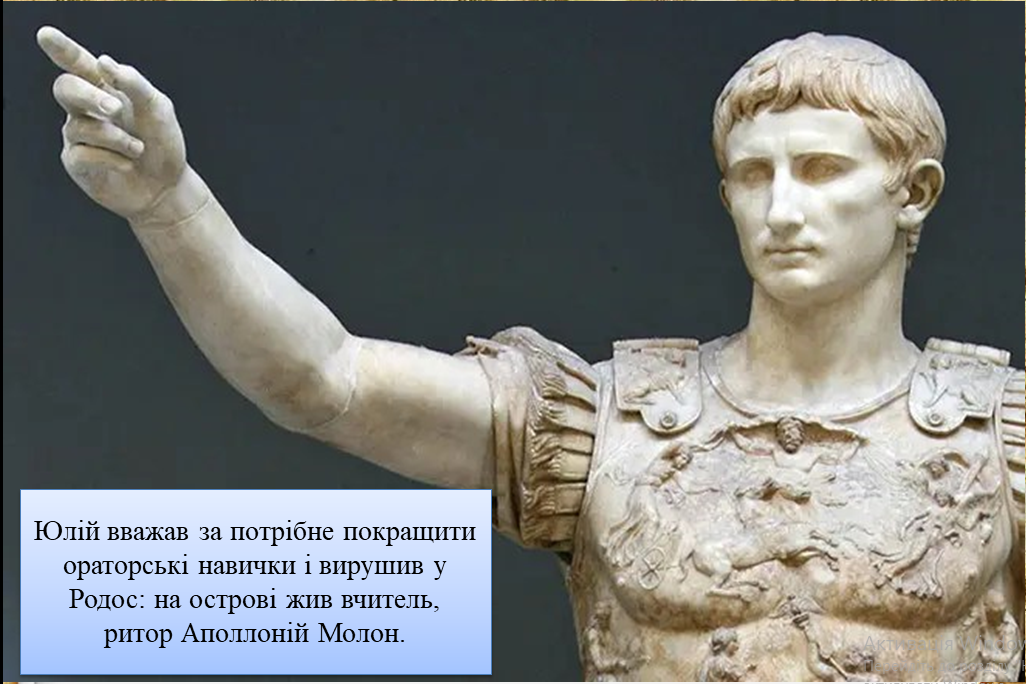 Юлій вважав за потрібне покращити
ораторські навички і вирушив у
Родос: на острові жив вчитель,
ритор Аполлоній Молон.